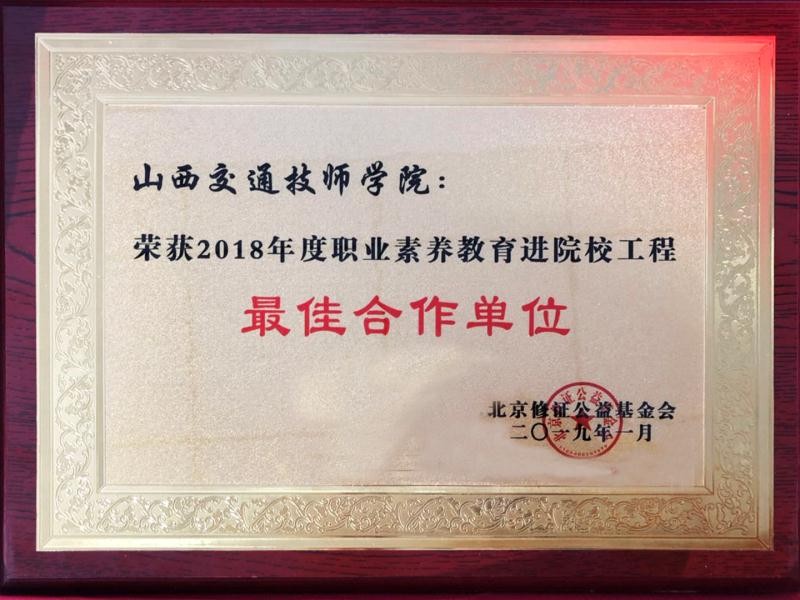 山西交通技师学院：
荣获2018年度职业素养教育进院校工程
最佳合作单位
北京修证公益基金会
二〇一九年一月